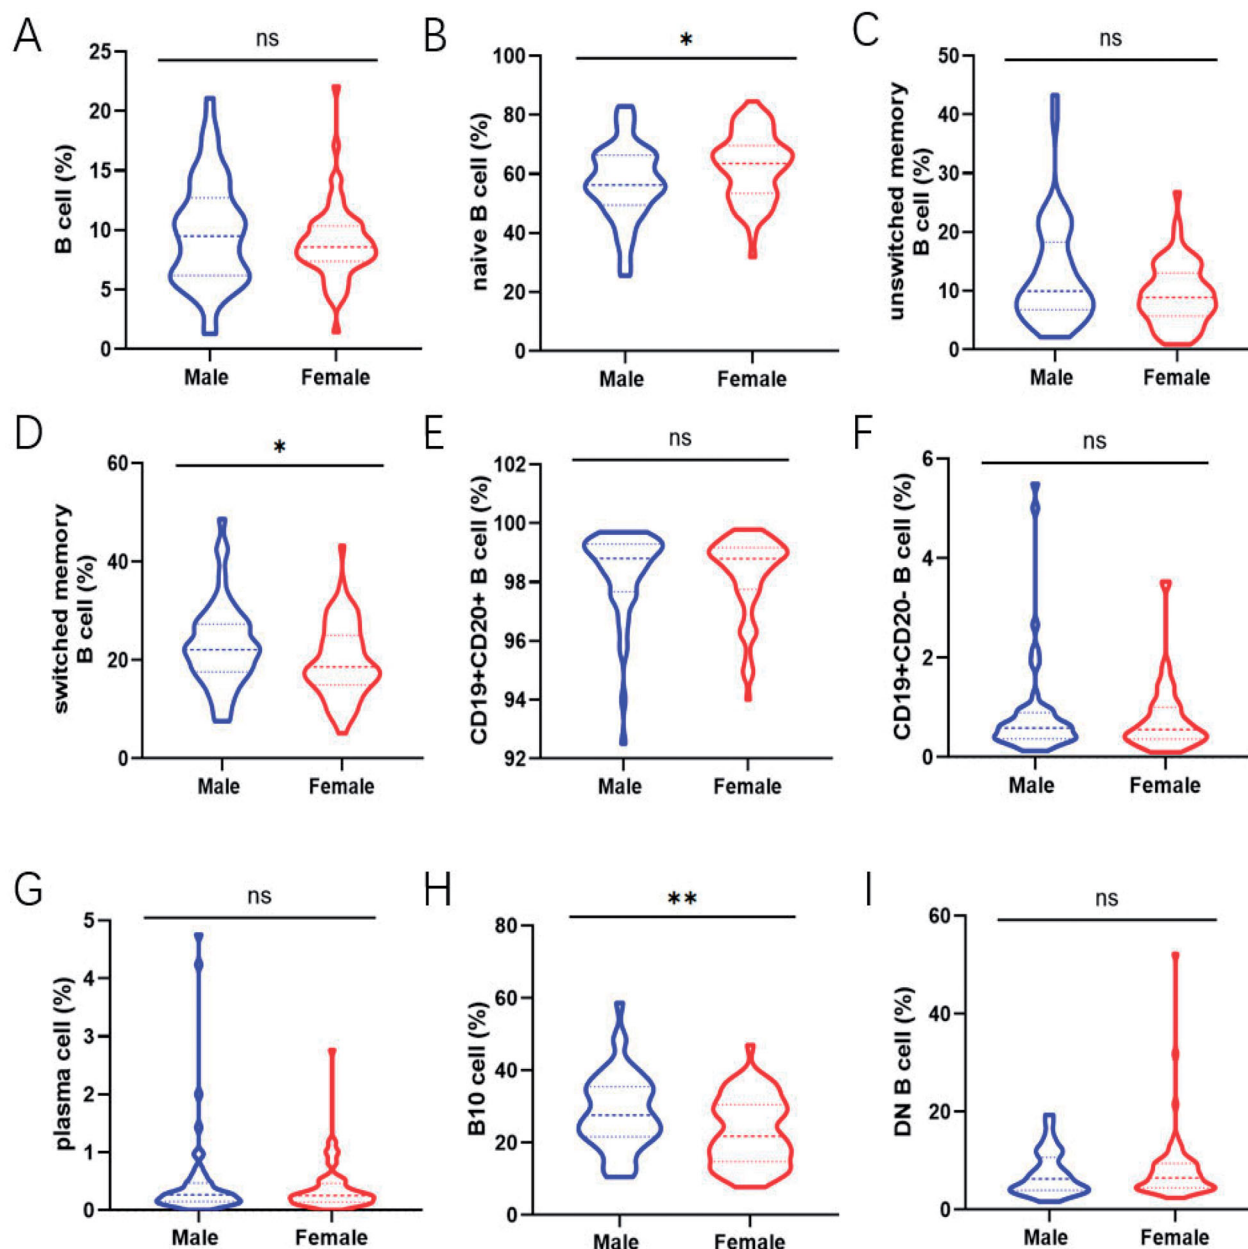 A
ns
B cell (%)
25
20
15
10
5
0
Male Female
B
*
naive B cell (%)
100
80
60
40
20
0
Male Female
C
ns
unswitched memory
B cell (%)
50
40
30
20
10
0
Male Female
D
*
switched memory
B cell (%)
60
40
20
0
Male Female
E
ns
CD19+CD20+ B cell (%)
102
100
98
96
94
92
Male Female
F
ns
CD19+CD20- B cell (%)
6
4
2
0
Male Female
G
ns
plasma cell (%)
5
4
3
2
1
0
Male Female
H
**
B10 cell (%)
80
60
40
20
0
Male Female
I
ns
DN B cell (%)
60
40
20
0
Male Female